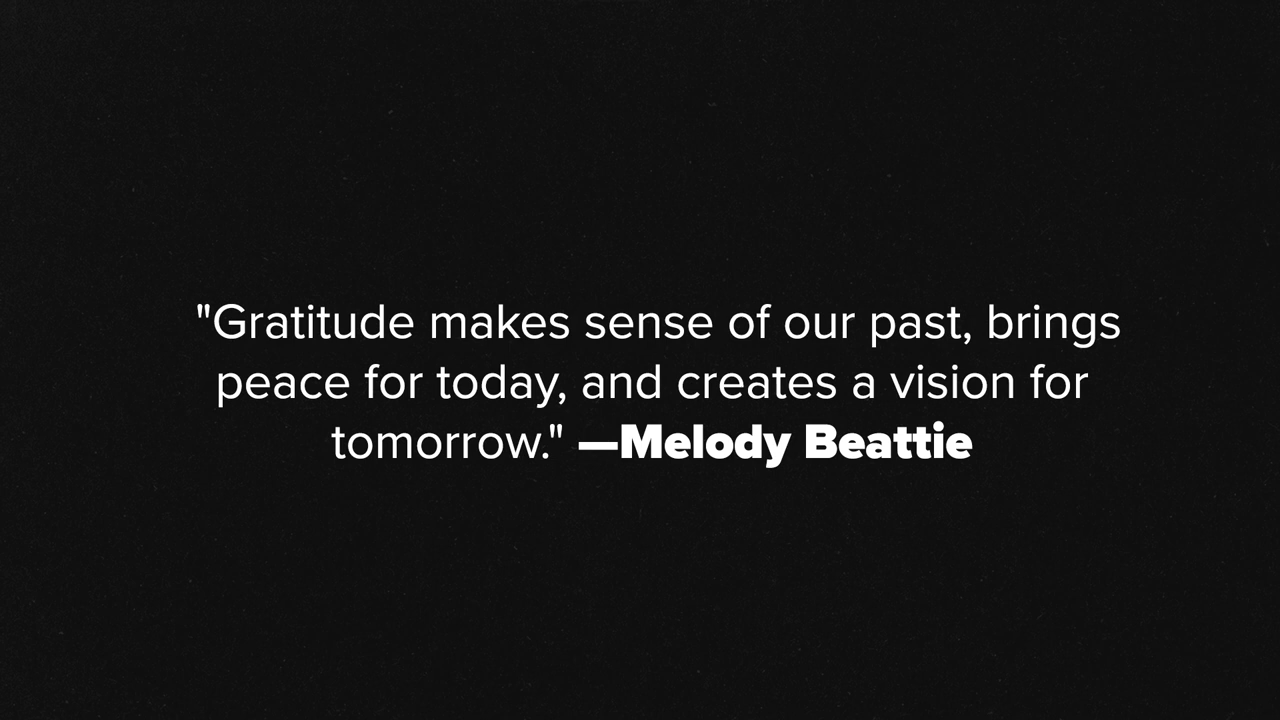 "Gratitude makes sense of our past, brings
peace for today, and creates a vision for
tomorrow." —Melody Beattie